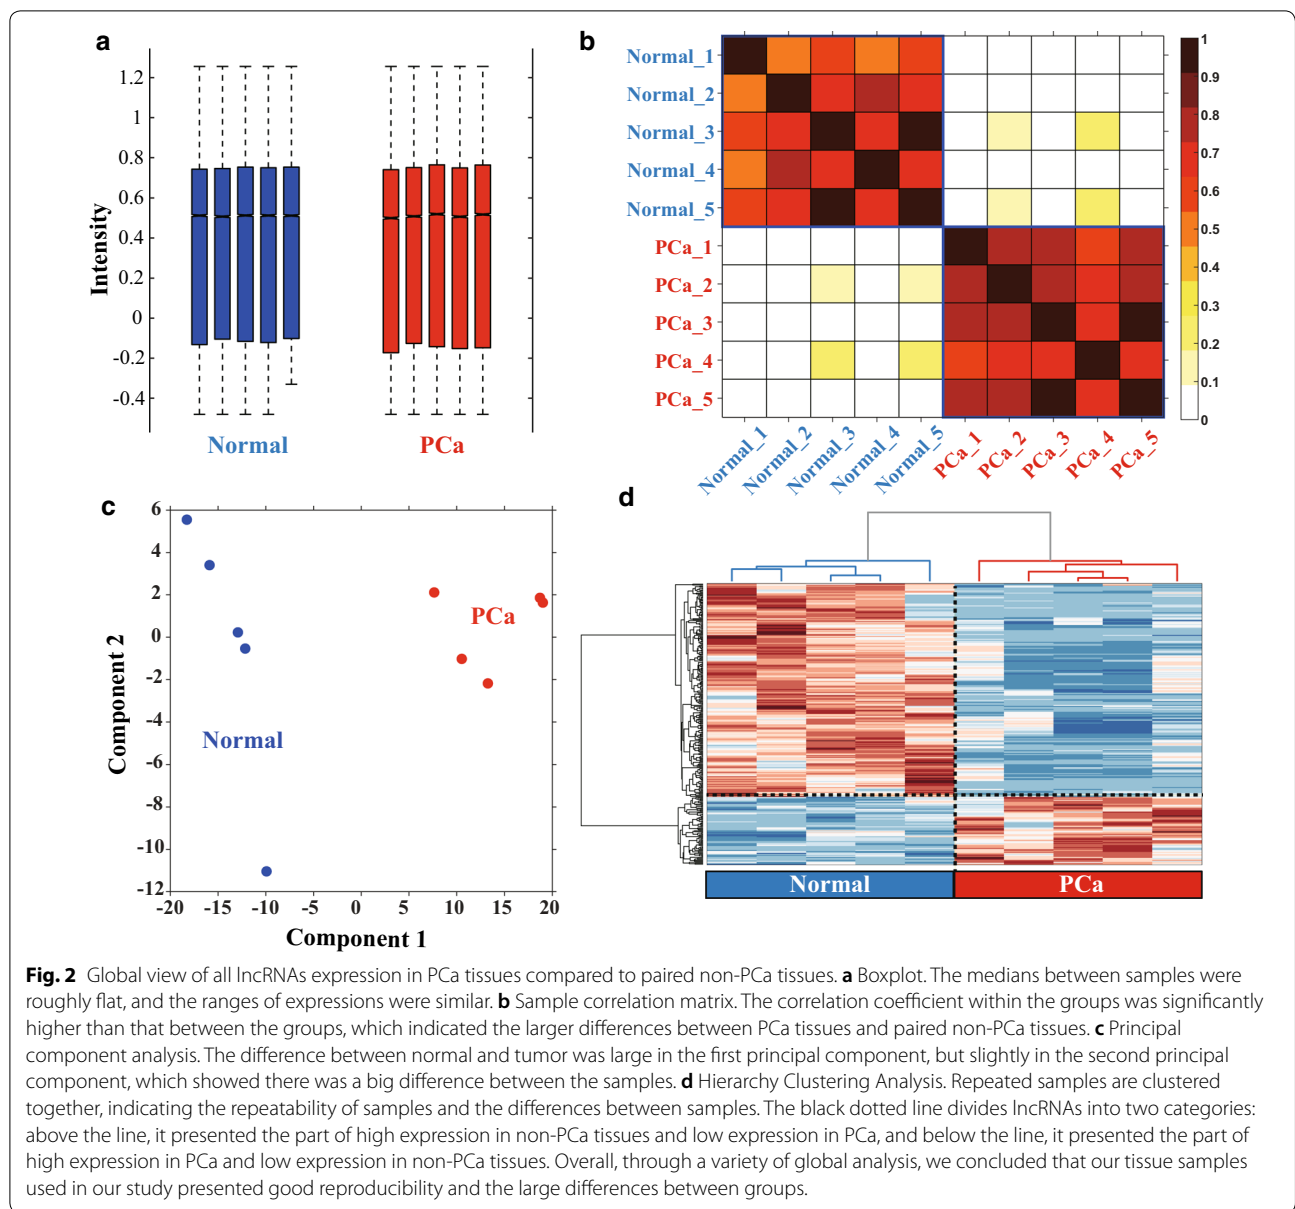 a
1.2
0.8
0.6
0.4
0.2
0
-0.2
-0.4
Intensity
Normal
PCa
b
Normal_1
Normal_2
Normal_3
Normal_4
Normal_5
PCa_1
PCa_2
PCa_3
PCa_4
PCa_5
Normal_1
Normal_2
Normal_3
Normal_4
Normal_5
PCa_1
PCa_2
PCa_3
PCa_4
PCa_5
1
0.9
0.8
0.7
0.6
0.5
0.4
0.3
0.2
0.1
0
c
6
4
2
0
-2
-4
-6
-8
-10
-12
-20
-15
-10
-5
0
5
10
15
20
Component 2
Component 1
Normal
PCa
d
Normal
PCa
Fig. 2 Global view of all lncRNAs expression in PCa tissues compared to paired non-PCa tissues. a Boxplot. The medians between samples were
roughly flat, and the ranges of expressions were similar. b Sample correlation matrix. The correlation coefficient within the groups was significantly
higher than that between the groups, which indicated the larger differences between PCa tissues and paired non-PCa tissues. c Principal
component analysis. The difference between normal and tumor was large in the first principal component, but slightly in the second principal
component, which showed there was a big difference between the samples. d Hierarchy Clustering Analysis. Repeated samples are clustered
together, indicating the repeatability of samples and the differences between samples. The black dotted line divides lncRNAs into two categories:
above the line, it presented the part of high expression in non-PCa tissues and low expression in PCa, and below the line, it presented the part of
high expression in PCa and low expression in non-PCa tissues. Overall, through a variety of global analysis, we concluded that our tissue samples
used in our study presented good reproducibility and the large differences between groups.